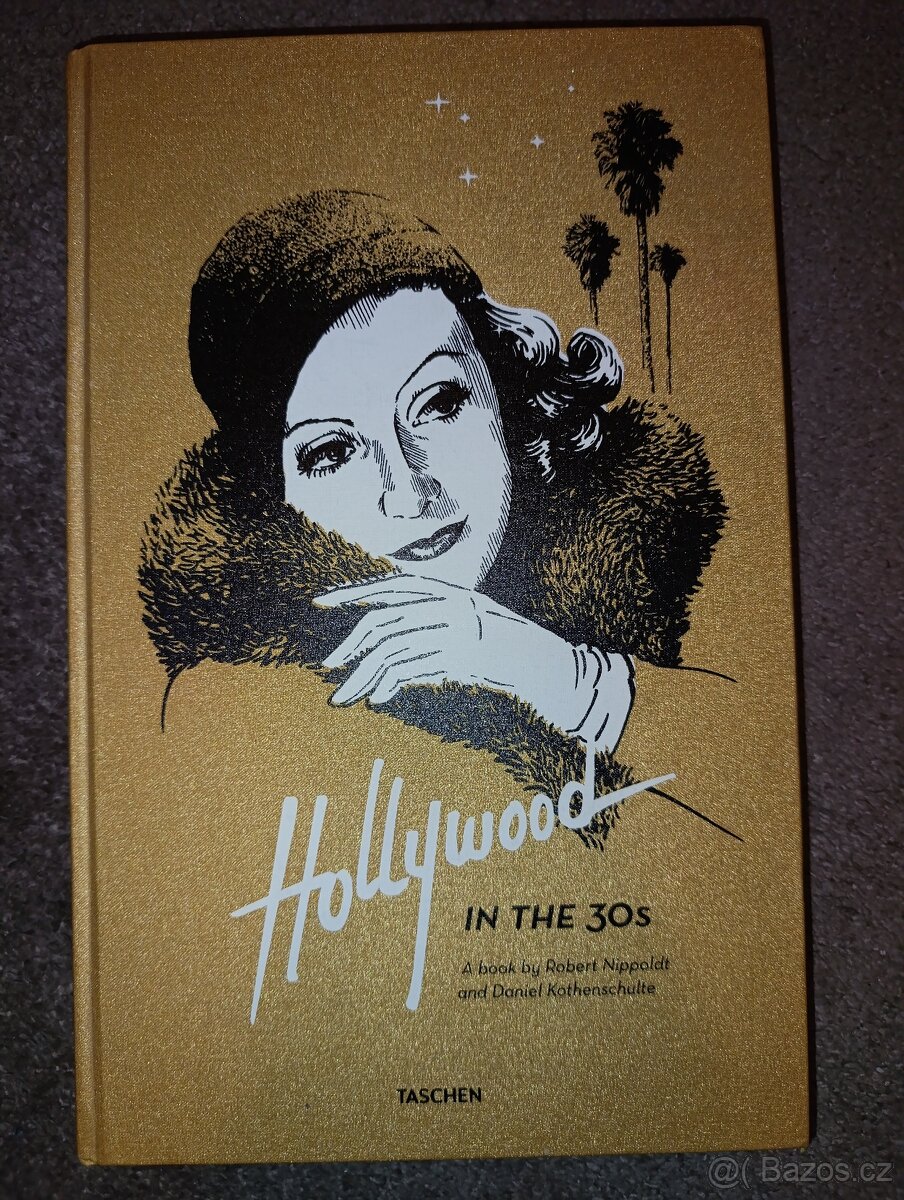 Hollywood
IN THE 30s
A book by Robert Nippoldt
and Daniel Kothenschulte
TASCHEN
@( Bazos.cz